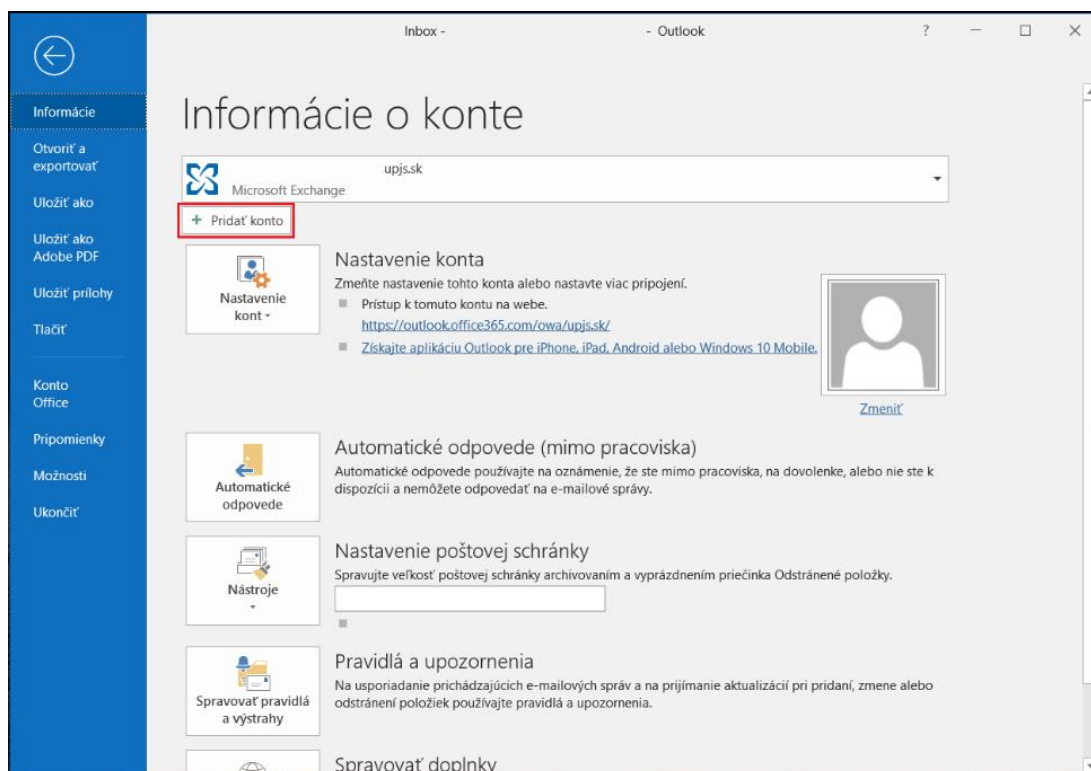 Inbox - - Outlook ?
Informácie
Otvoriť a
exportovať
Uložiť ako
Uložiť ako
Adobe PDF
Uložiť prílohy
Tlačiť
Konto
Office
Pripomienky
Možnosti
Ukončiť
Informácie o konte
upjs.sk
Microsoft Exchange
+ Pridať konto
Nastavenie
kont
Nastavenie konta
Zmeňte nastavenie tohto konta alebo nastavte viac pripojení.
Prístup k tomuto kontu na webe.
https://outlook.office365.com/owa/upjs.sk/
Získajte aplikáciu Outlook pre iPhone, iPad, Android alebo Windows 10 Mobile.
Zmeniť
Automatické
odpovede
Automatické odpovede (mimo pracoviska)
Automatické odpovede používajte na oznámenie, že ste mimo pracoviska, na dovolenke, alebo nie ste k
dispozícii a nemôžete odpovedať na e-mailové správy.
Nástroje
Nastavenie poštovej schránky
Spravujte veľkosť poštovej schránky archivovaním a vyprázdnením priečinka Odstránené položky.
Spravovať pravidlá
a výstrahy
Pravidlá a upozornenia
Na usporiadanie prichádzajúcich e-mailových správ a na prijímanie aktualizácií pri pridaní, zmene alebo
odstránení položiek používajte pravidlá a upozornenia.
Spravovať doplnky